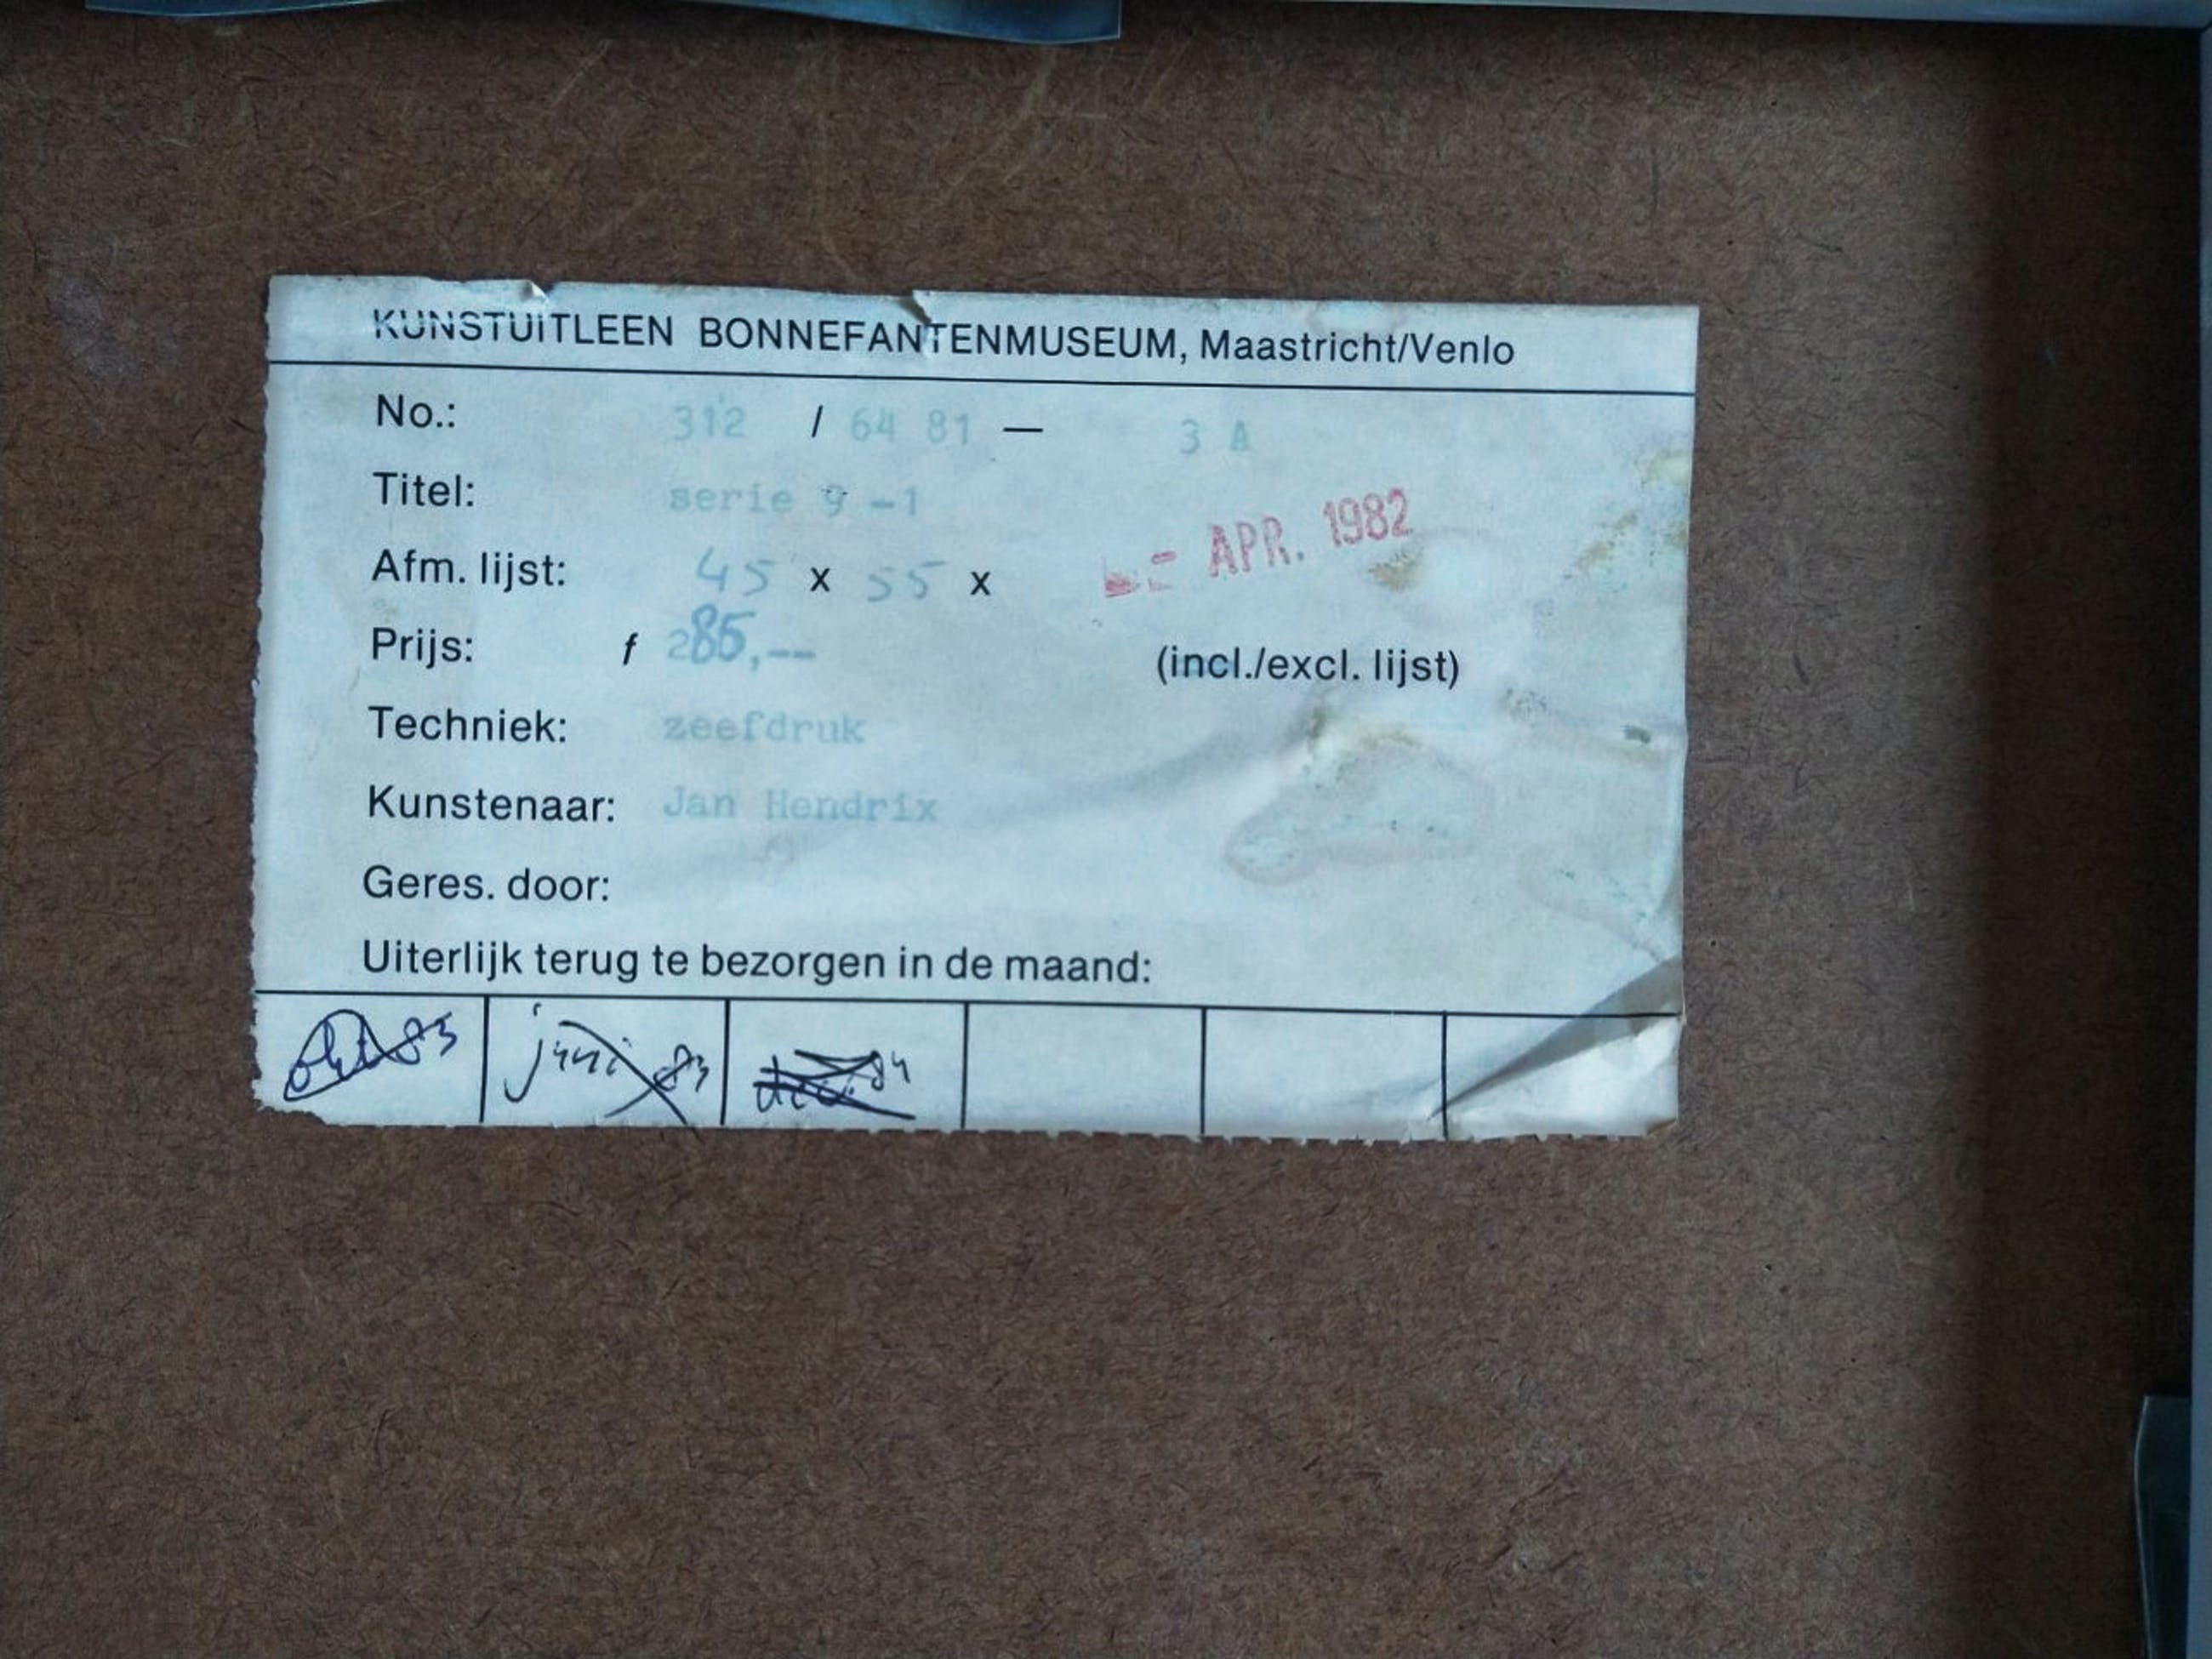 KUNSTUITLEEN BONNEFANTENMUSEUM, Maastricht/Venlo
No.: 312 / 64 81 — 3 A
Titel: serie 9 -1
APR. 1982
Afm. lijst: 45 x 55 x
Prijs: f 285,-- (incl./excl. lijst)
Techniek: zeefdruk
Kunstenaar: Jan Hendrix
Geres. door:
Uiterlijk terug te bezorgen in de maand:
okt 83 juni 83 84